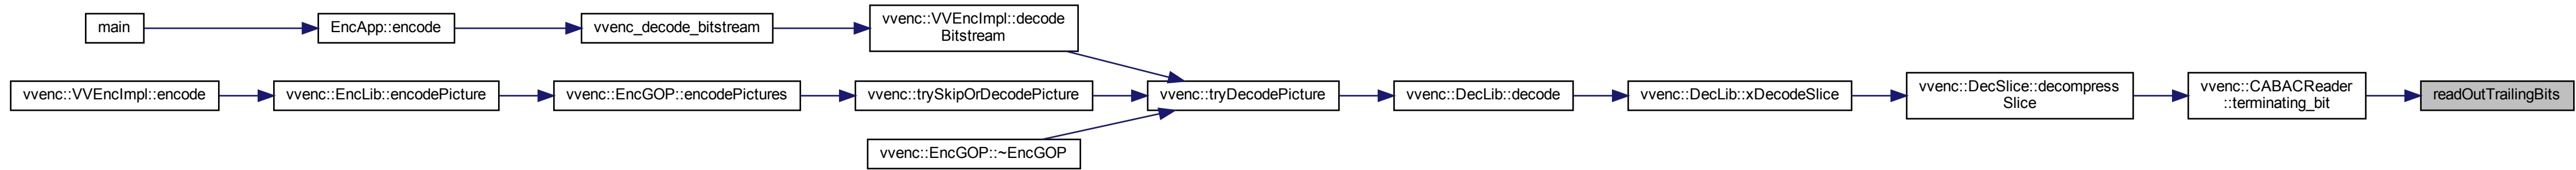 main
EncApp::encode
vvenc_decode_bitstream
vvenc::VVEncImpl::decode
Bitstream
vvenc::VVEncImpl::encode
vvenc::EncLib::encodePicture
vvenc::EncGOP::encodePictures
vvenc::trySkipOrDecodePicture
vvenc::tryDecodePicture
vvenc::DecLib::decode
vvenc::DecLib::xDecodeSlice
vvenc::DecSlice::decompress
Slice
vvenc::CABACReader
::terminating_bit
readOutTrailingBits
vvenc::EncGOP::~EncGOP